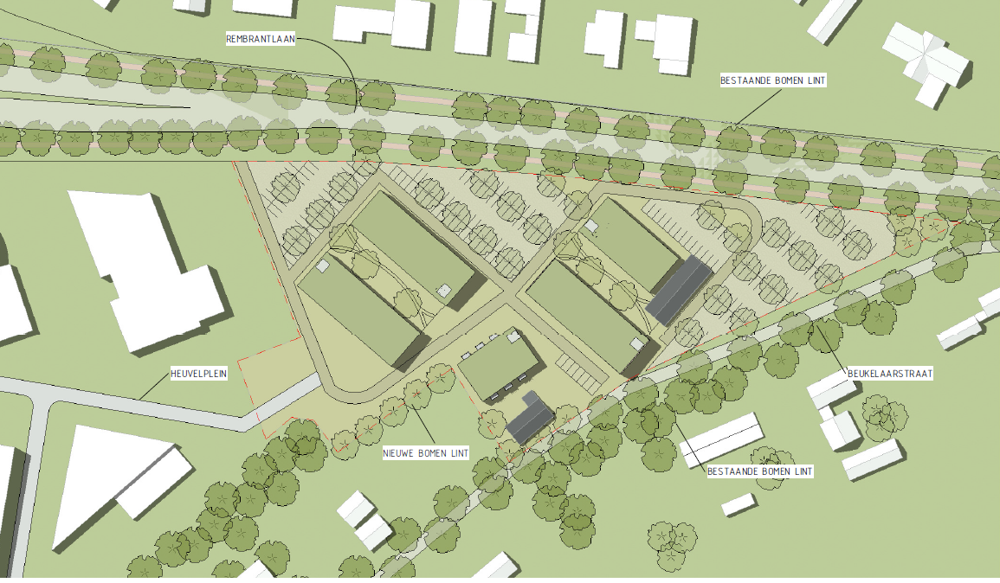 REMBRANTLAAN
BESTAANDE BOMEN LINT
HEUVELPLEIN
BEUKELAARSTRAAT
NIEUWE BOMEN LINT
BESTAANDE BOMEN LINT